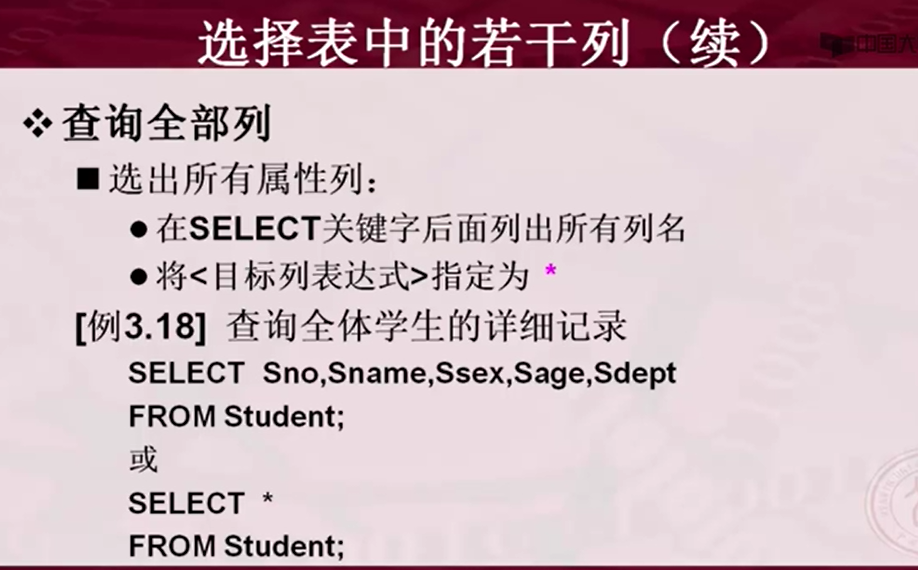 选择表中的若干列（续）
中国大
❖查询全部列
■选出所有属性列：
●在SELECT关键字后面列出所有列名
●将<目标列表达式>指定为 *
[例3.18] 查询全体学生的详细记录
SELECT Sno,Sname,Ssex,Sage,Sdept
FROM Student;
或
SELECT *
FROM Student;